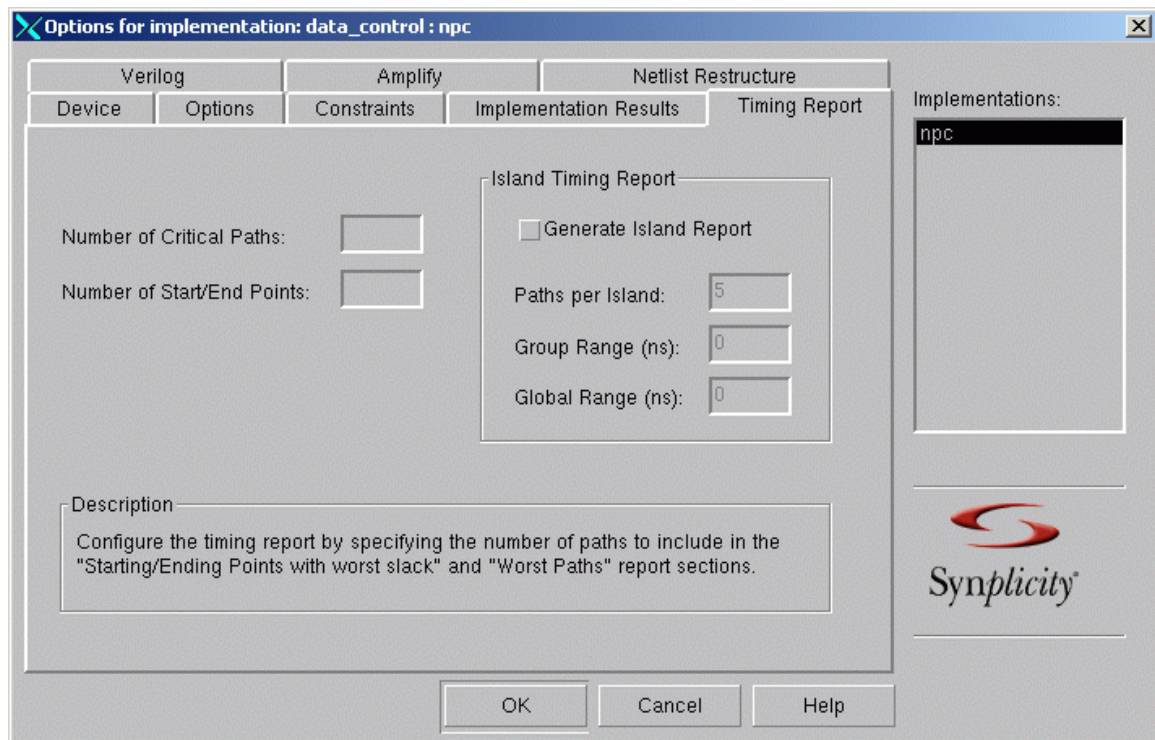 Options for implementation: data_control : npc
Verilog
Amplify
Netlist Restructure
Device
Options
Constraints
Implementation Results
Timing Report
Implementations:
npc
Island Timing Report
Generate Island Report
Number of Critical Paths:
Number of Start/End Points:
Paths per Island: 5
Group Range (ns): 0
Global Range (ns): 0
Description
Configure the timing report by specifying the number of paths to include in the
"Starting/Ending Points with worst slack" and "Worst Paths" report sections.
Synplicity®
OK
Cancel
Help